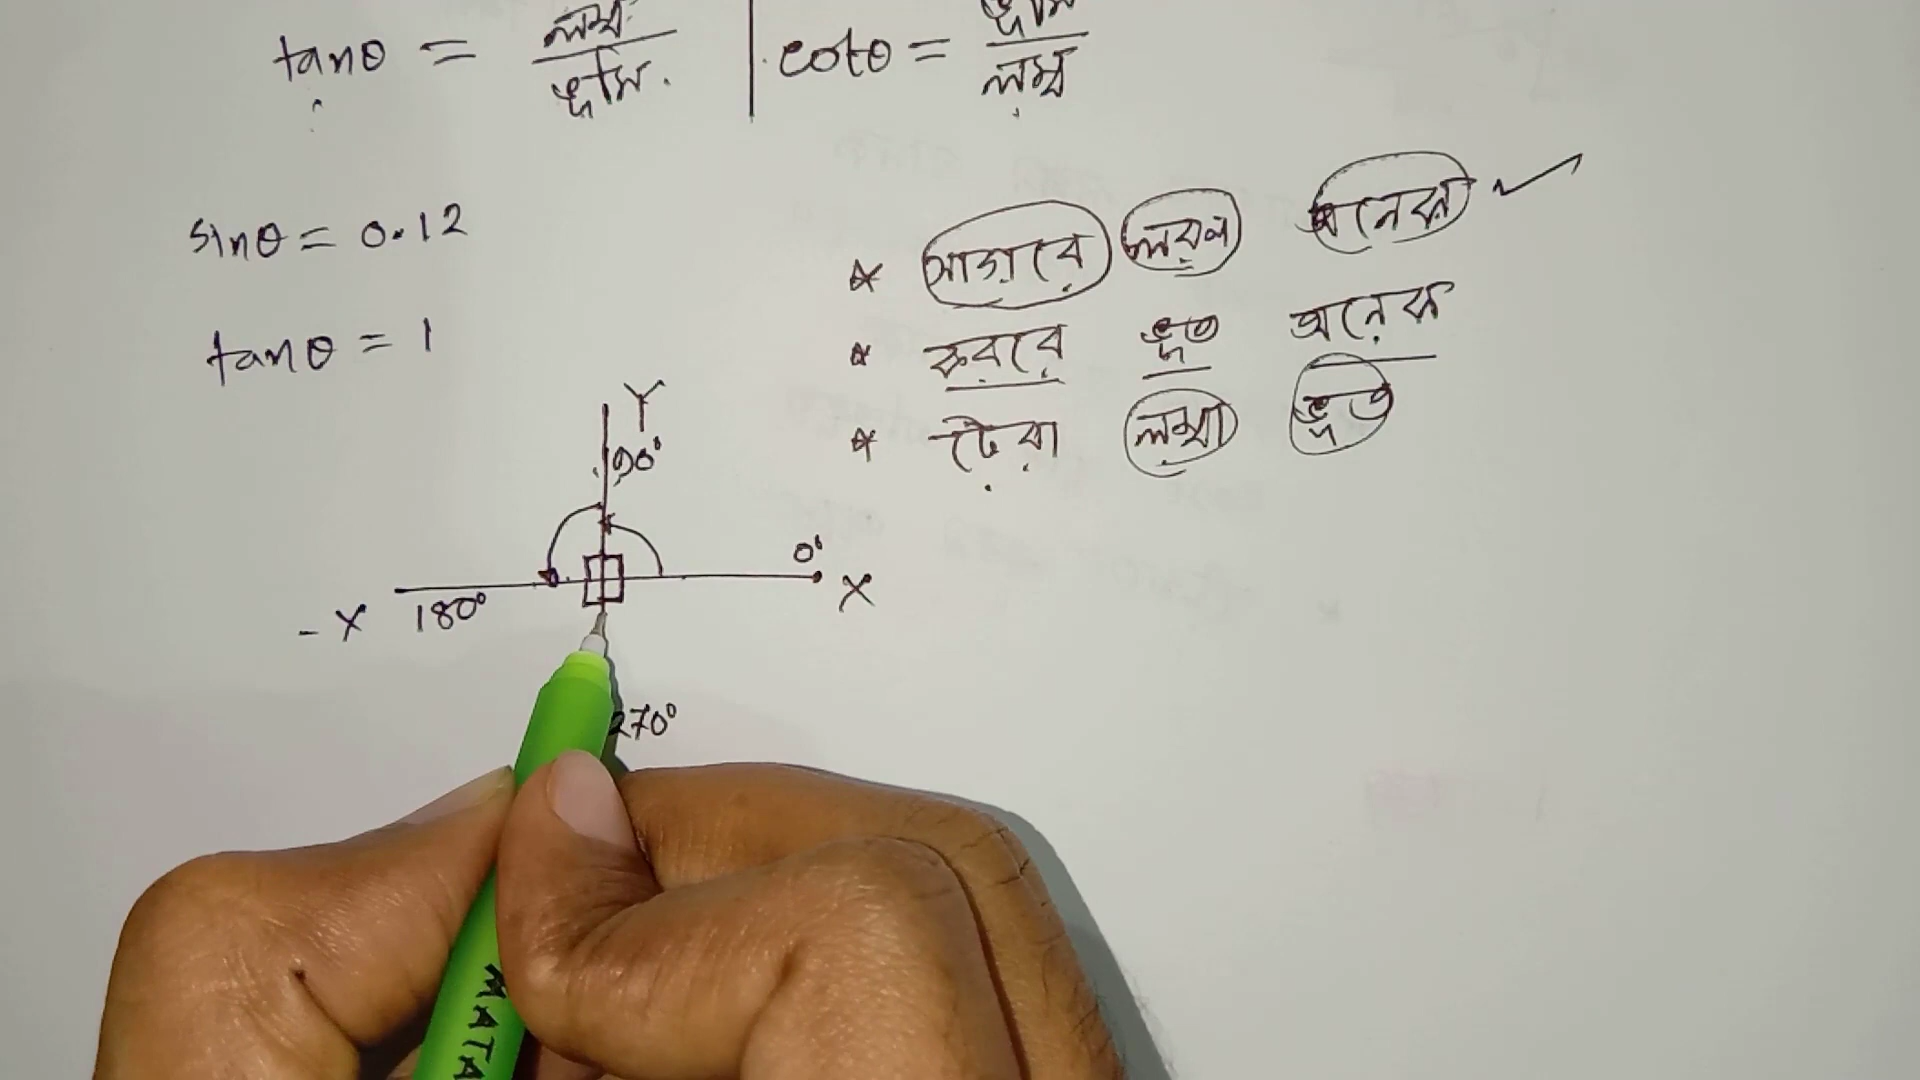 tanθ = লম্ব / ভূমি. | cotθ = ভূমি / লম্ব
sinθ = 0.12
tanθ = 1
* সাগরে লবণ অনেক ✓
* কবরে ভূত অনেক
* টেরা লম্বা ভূত
Y
90°
0°
X
- X 180°
270°
MATA